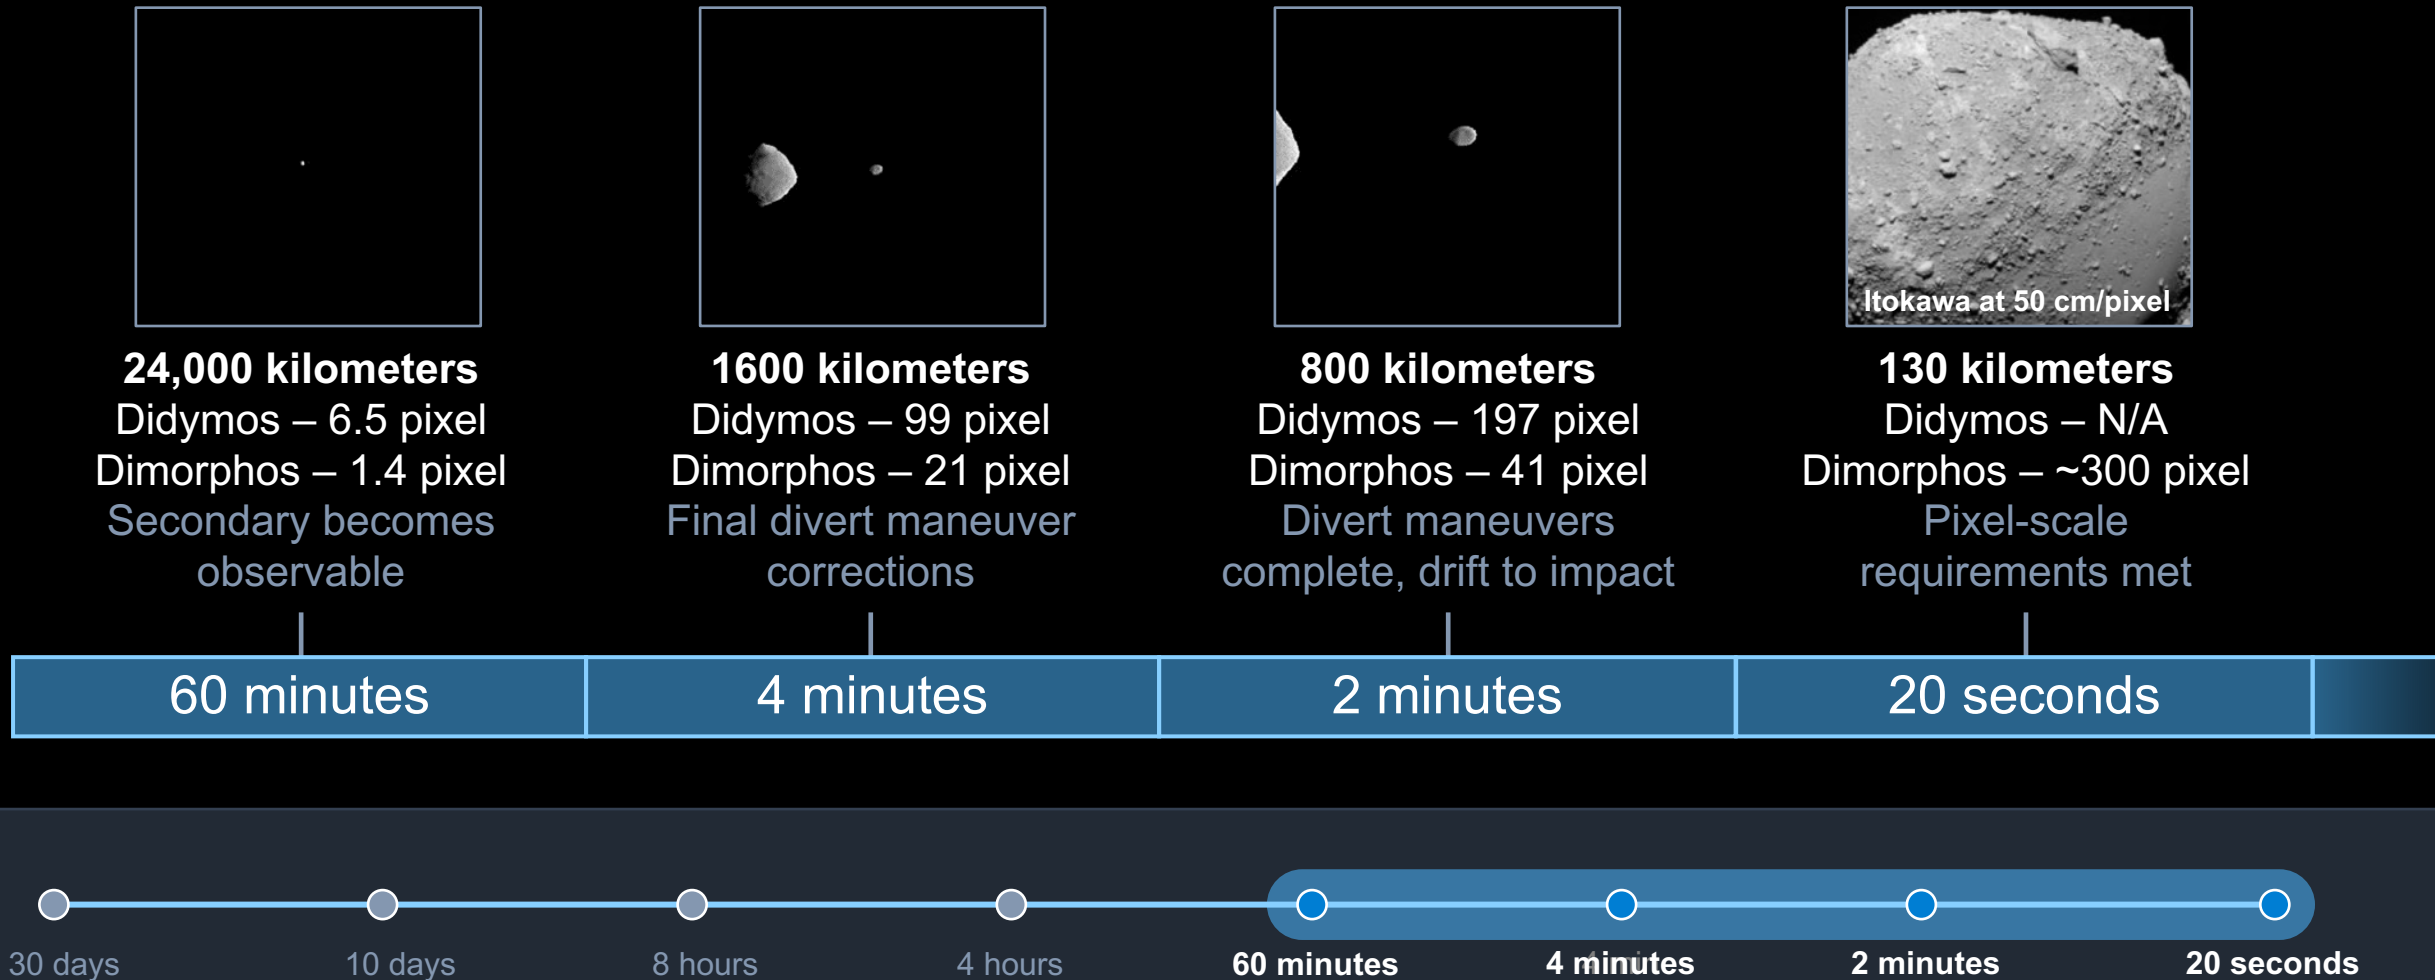 Itokawa at 50 cm/pixel
24,000 kilometers
Didymos – 6.5 pixel
Dimorphos – 1.4 pixel
Secondary becomes
observable
1600 kilometers
Didymos – 99 pixel
Dimorphos – 21 pixel
Final divert maneuver
corrections
800 kilometers
Didymos – 197 pixel
Dimorphos – 41 pixel
Divert maneuvers
complete, drift to impact
130 kilometers
Didymos – N/A
Dimorphos – ~300 pixel
Pixel-scale
requirements met
60 minutes
4 minutes
2 minutes
20 seconds
30 days
10 days
8 hours
4 hours
60 minutes
4 minutes
2 minutes
20 seconds